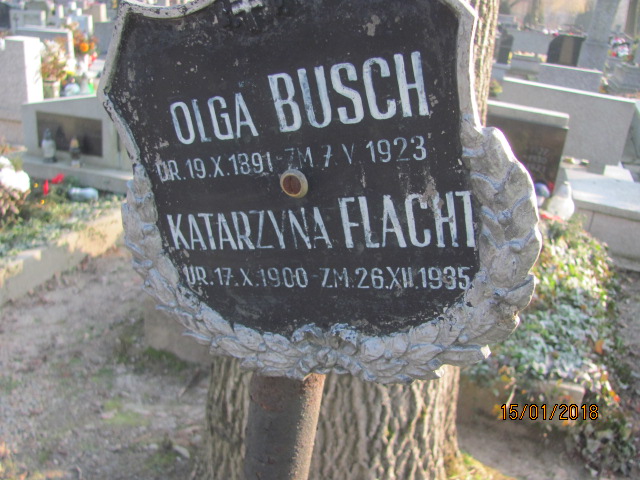 OLGA BUSCH
UR. 19.X.1891 - ZM. 7.V.1923
KATARZYNA FLACHT
UR. 17.X.1900 - ZM. 26.XII.1935
15/01/2018